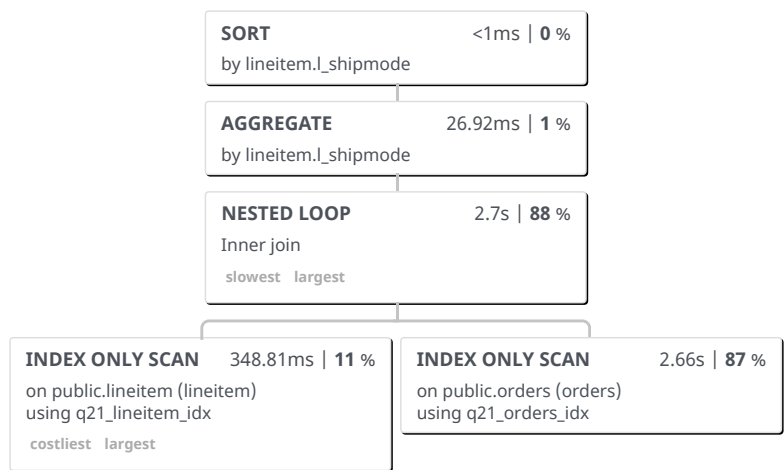 SORT <1ms | 0 %
by lineitem.l_shipmode
AGGREGATE 26.92ms | 1 %
by lineitem.l_shipmode
NESTED LOOP 2.7s | 88 %
Inner join
slowest largest
INDEX ONLY SCAN 348.81ms | 11 %
on public.lineitem (lineitem)
using q21_lineitem_idx
costliest largest
INDEX ONLY SCAN 2.66s | 87 %
on public.orders (orders)
using q21_orders_idx